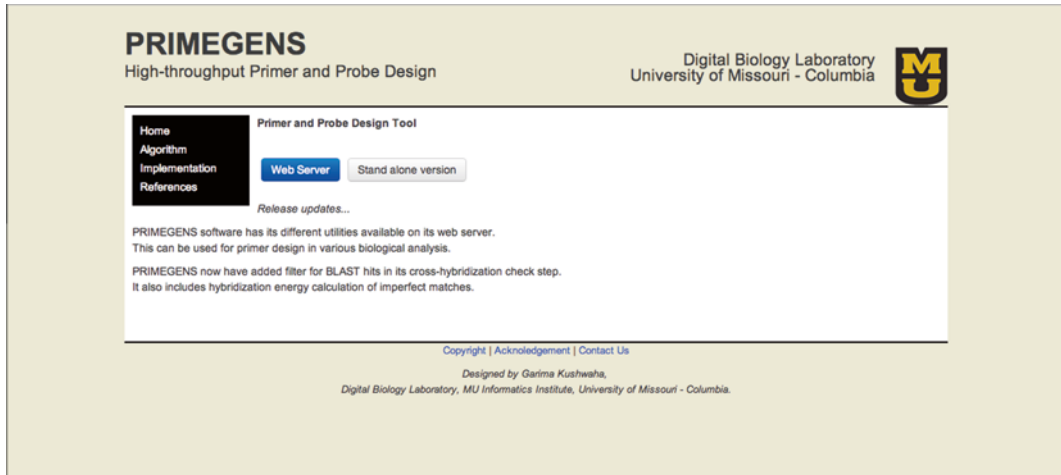 PRIMEGENS
High-throughput Primer and Probe Design
Digital Biology Laboratory
University of Missouri - Columbia
MU
Home
Algorithm
Implementation
References
Primer and Probe Design Tool
Web Server
Stand alone version
Release updates...
PRIMEGENS software has its different utilities available on its web server.
This can be used for primer design in various biological analysis.
PRIMEGENS now have added filter for BLAST hits in its cross-hybridization check step.
It also includes hybridization energy calculation of imperfect matches.
Copyright | Acknoledgement | Contact Us
Designed by Garima Kushwaha,
Digital Biology Laboratory, MU Informatics Institute, University of Missouri - Columbia.